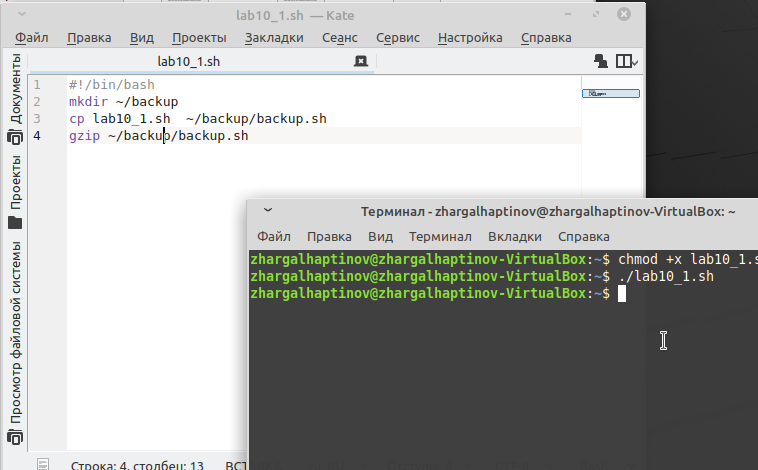 lab10_1.sh — Kate
Файл Правка Вид Проекты Закладки Сеанс Сервис Настройка Справка
lab10_1.sh
Документы
Проекты
Просмотр файловой системы
1 #!/bin/bash
2 mkdir ~/backup
3 cp lab10_1.sh ~/backup/backup.sh
4 gzip ~/backup/backup.sh
Терминал - zhargalhaptinov@zhargalhaptinov-VirtualBox: ~
Файл Правка Вид Терминал Вкладки Справка
zhargalhaptinov@zhargalhaptinov-VirtualBox:~$ chmod +x lab10_1.s
zhargalhaptinov@zhargalhaptinov-VirtualBox:~$ ./lab10_1.sh
zhargalhaptinov@zhargalhaptinov-VirtualBox:~$
Строка: 4, столбец: 13